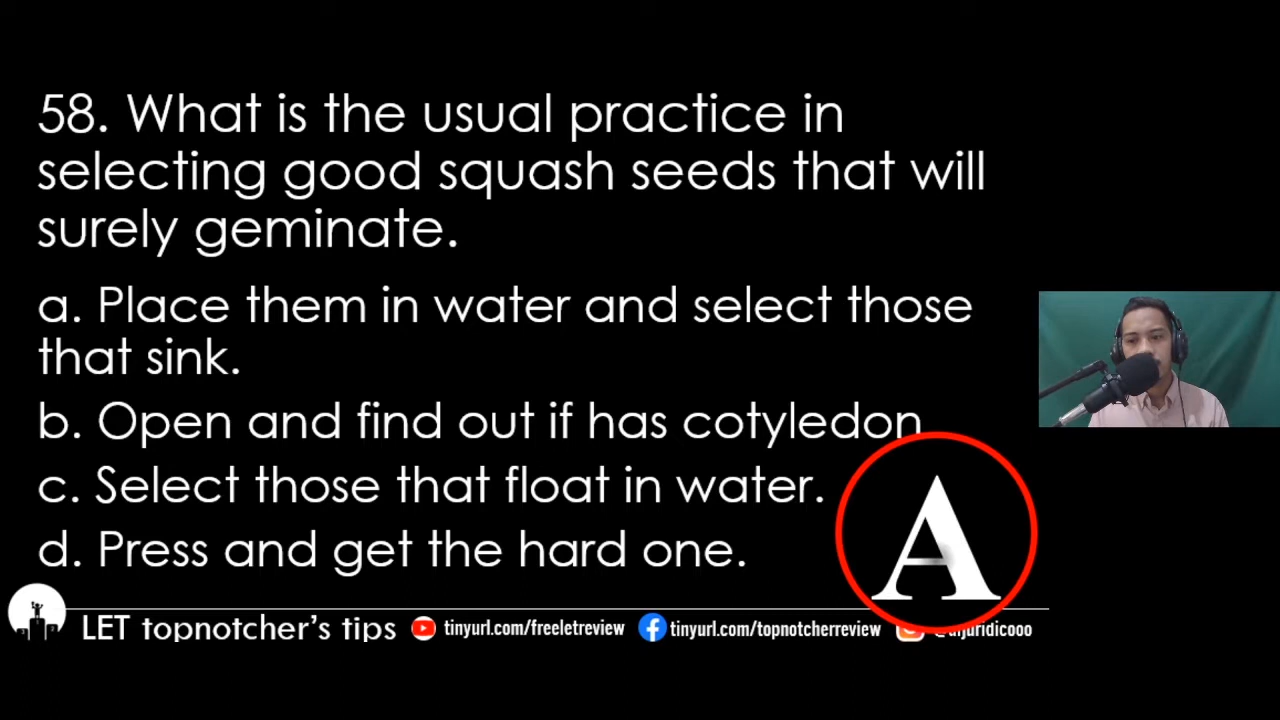 58. What is the usual practice in
selecting good squash seeds that will
surely geminate.
a. Place them in water and select those
that sink.
b. Open and find out if has cotyledon
c. Select those that float in water.
d. Press and get the hard one.
A
LET topnotcher's tips tinyurl.com/freeletreview tinyurl.com/topnotcherreview